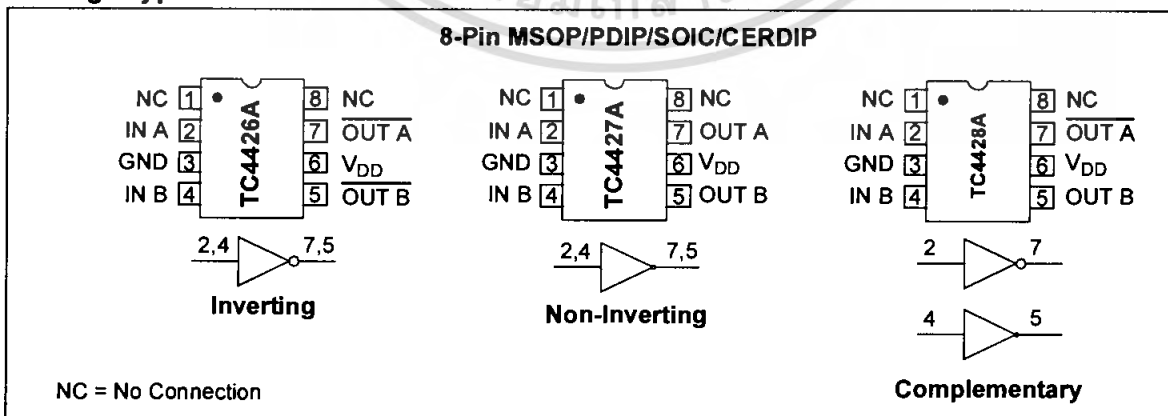 8-Pin MSOP/PDIP/SOIC/CERDIP
NC 1 8 NC
IN A 2 7 OUT A
GND 3 6 VDD
IN B 4 5 OUT B
TC4426A
2,4 7,5
Inverting
NC 1 8 NC
IN A 2 7 OUT A
GND 3 6 VDD
IN B 4 5 OUT B
TC4427A
2,4 7,5
Non-Inverting
NC 1 8 NC
IN A 2 7 OUT A
GND 3 6 VDD
IN B 4 5 OUT B
TC4428A
2 7
4 5
Complementary
NC = No Connection